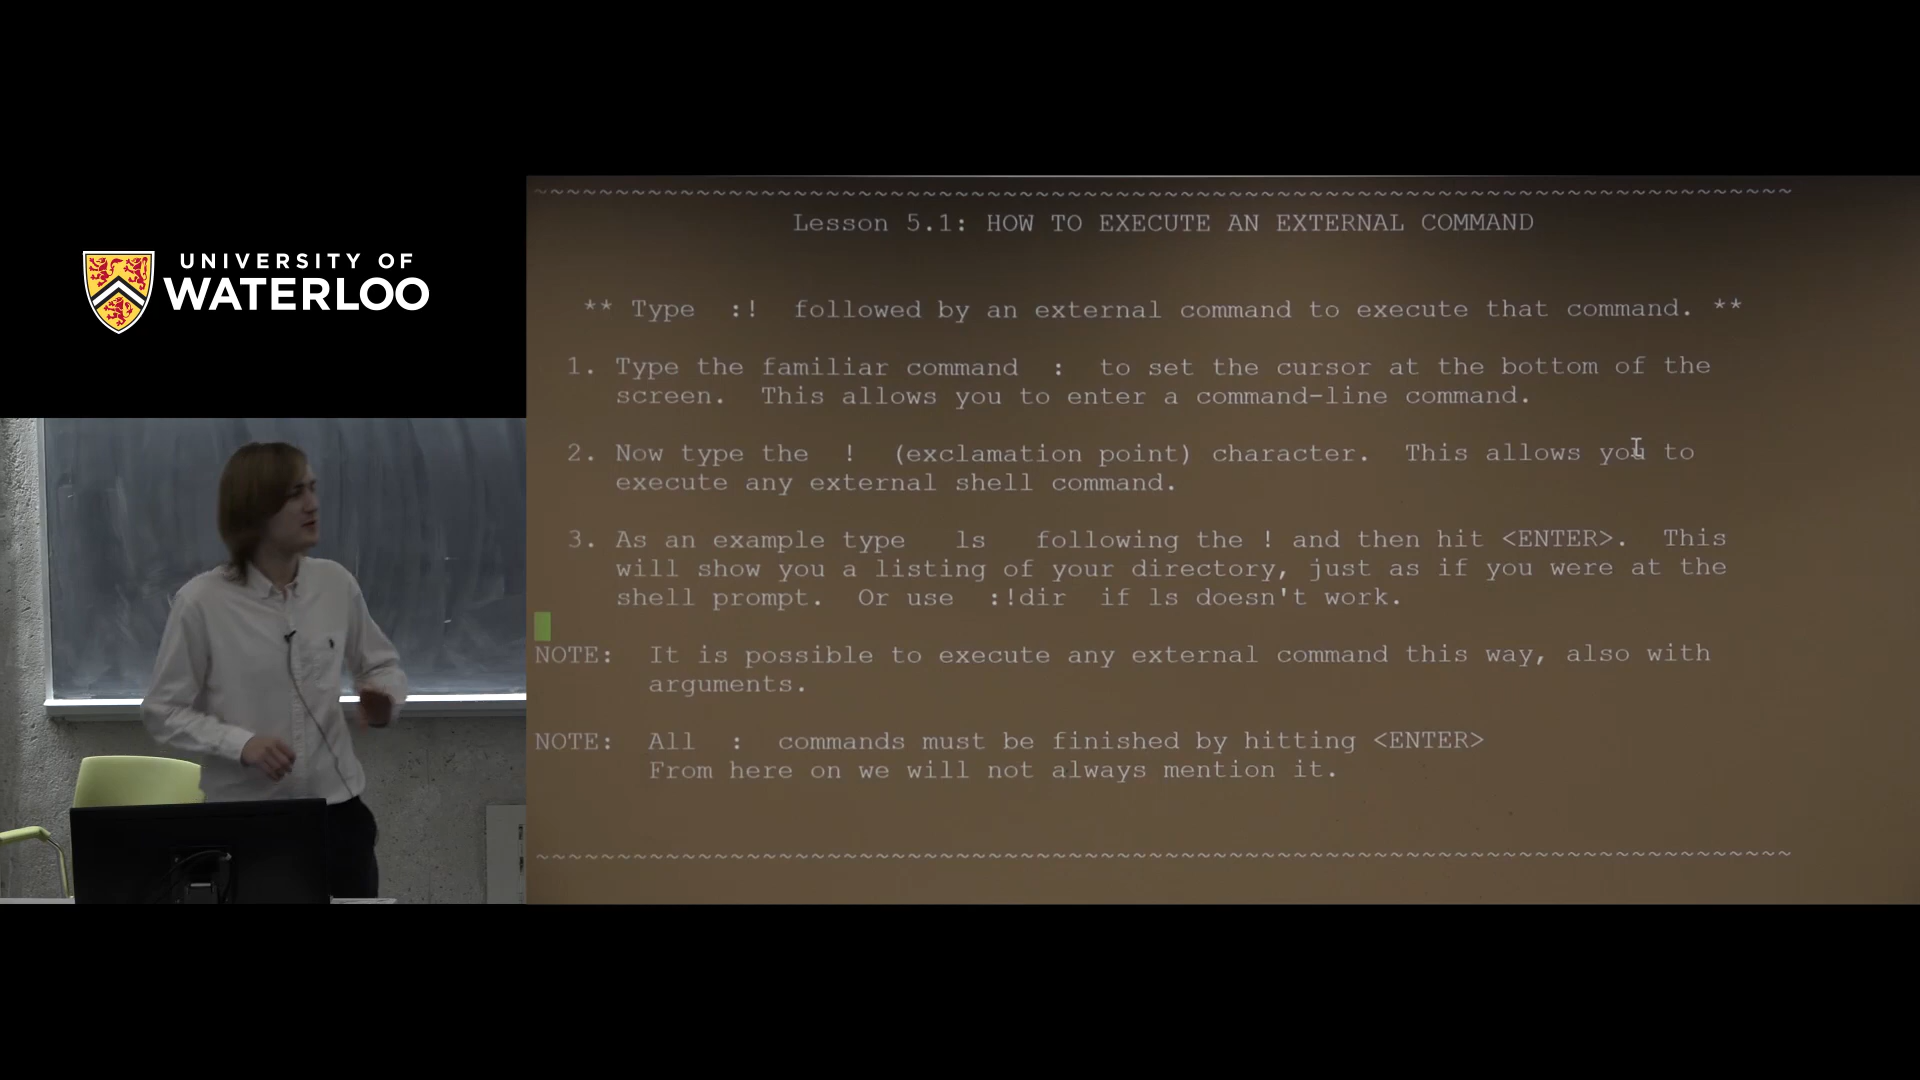 UNIVERSITY OF
WATERLOO
~~~~~~~~~~~~~~~~~~~~~~~~~~~~~~~~~~~~~~~~~~~~~~~~~~~~~~~~~~~~~~~~~~~~~~~~~~~~~~
Lesson 5.1: HOW TO EXECUTE AN EXTERNAL COMMAND
** Type :! followed by an external command to execute that command. **
1. Type the familiar command : to set the cursor at the bottom of the
screen. This allows you to enter a command-line command.
2. Now type the ! (exclamation point) character. This allows you to
execute any external shell command.
3. As an example type ls following the ! and then hit <ENTER>. This
will show you a listing of your directory, just as if you were at the
shell prompt. Or use :!dir if ls doesn't work.
NOTE: It is possible to execute any external command this way, also with
arguments.
NOTE: All : commands must be finished by hitting <ENTER>
From here on we will not always mention it.
~~~~~~~~~~~~~~~~~~~~~~~~~~~~~~~~~~~~~~~~~~~~~~~~~~~~~~~~~~~~~~~~~~~~~~~~~~~~~~